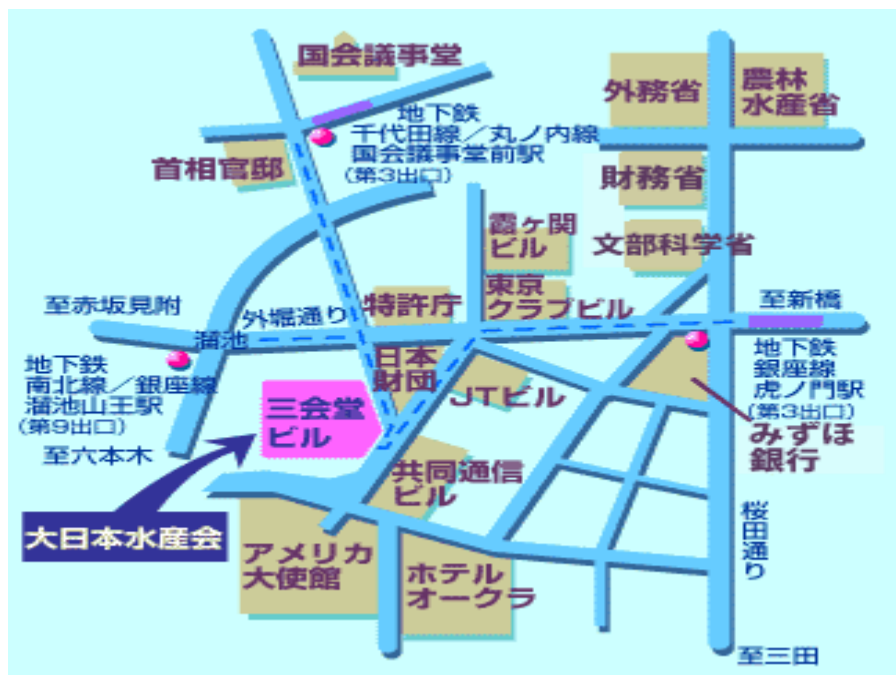 国会議事堂
地下鉄
千代田線／丸ノ内線
国会議事堂前駅
(第3出口)
首相官邸
外務省
農林
水産省
財務省
文部科学省
霞ヶ関
ビル
東京
クラブビル
特許庁
至赤坂見附
外堀通り
溜池
至新橋
地下鉄
南北線／銀座線
溜池山王駅
(第9出口)
至六本木
日本
財団
JTビル
三会堂
ビル
地下鉄
銀座線
虎ノ門駅
(第3出口)
みずほ
銀行
共同通信
ビル
大日本水産会
アメリカ
大使館
ホテル
オークラ
桜田通り
至三田